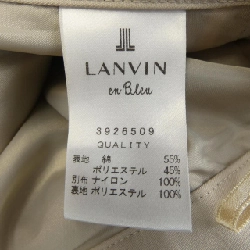 LANVIN
en Bleu
3928509
QUALITY
表地 綿 55%
ポリエステル 45%
別布 ナイロン 100%
裏地 ポリエステル 100%